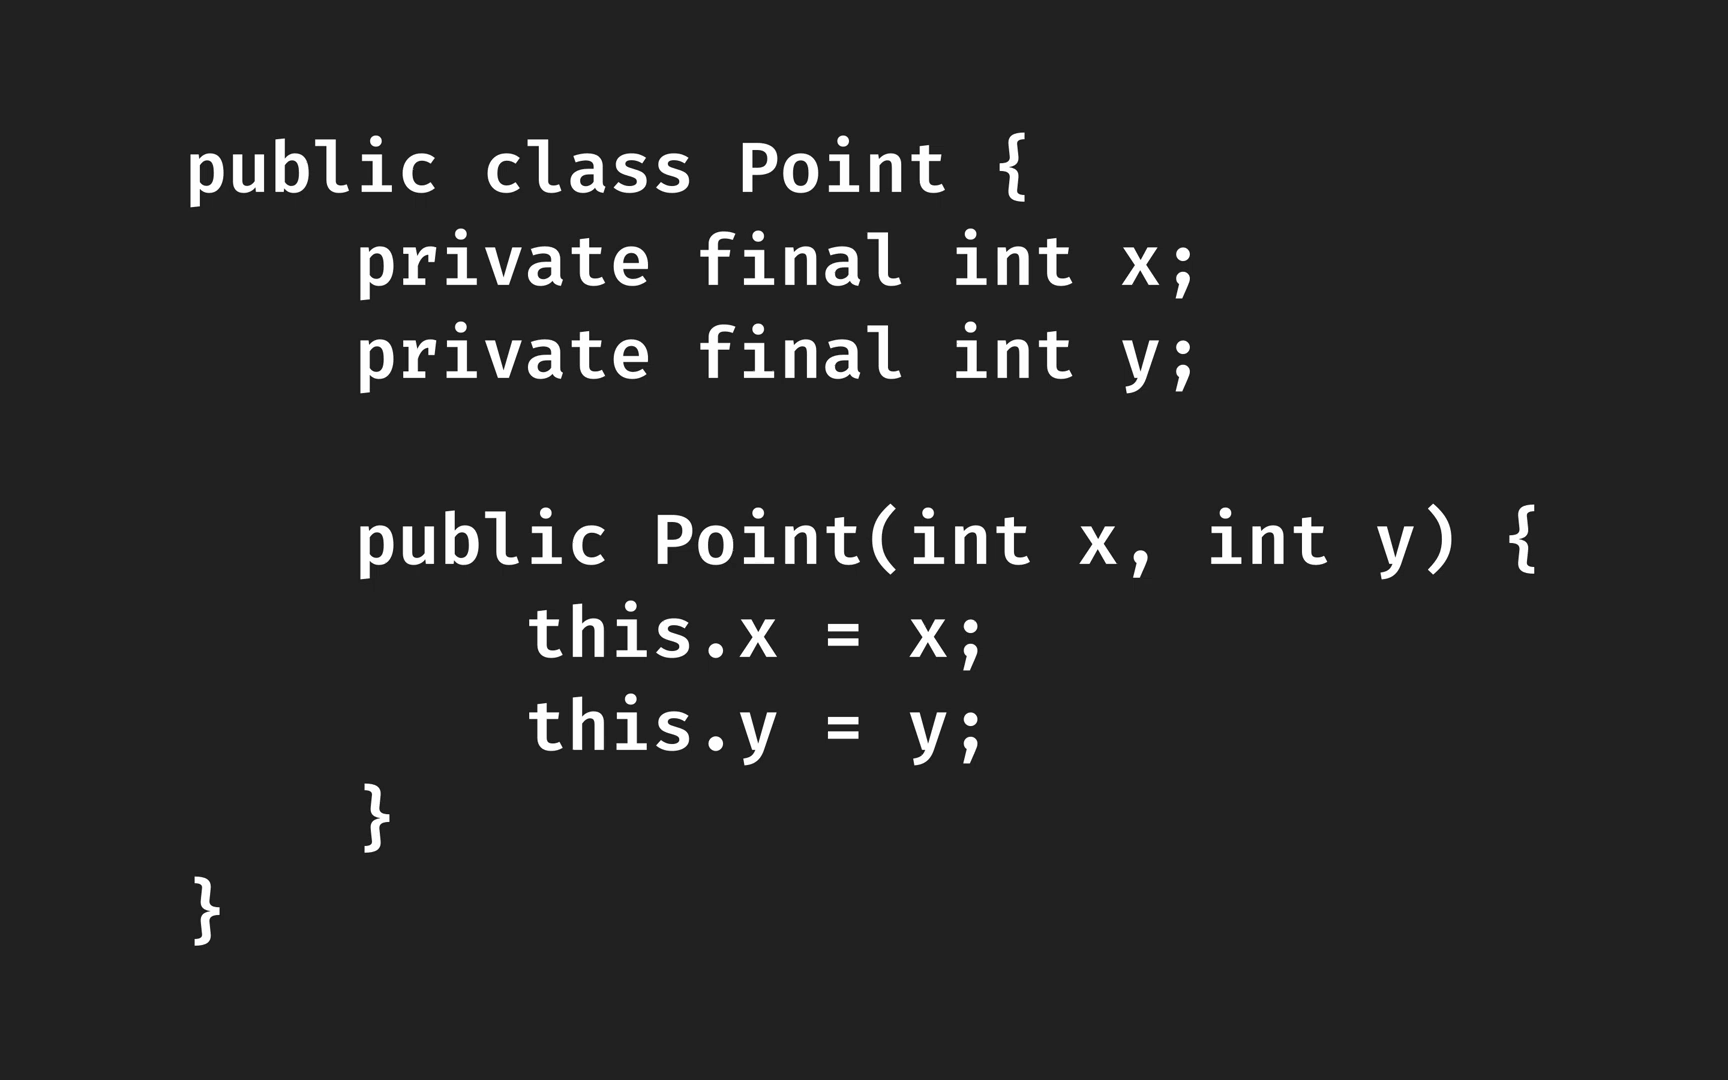 public class Point {
    private final int x;
    private final int y;

    public Point(int x, int y) {
        this.x = x;
        this.y = y;
    }
}